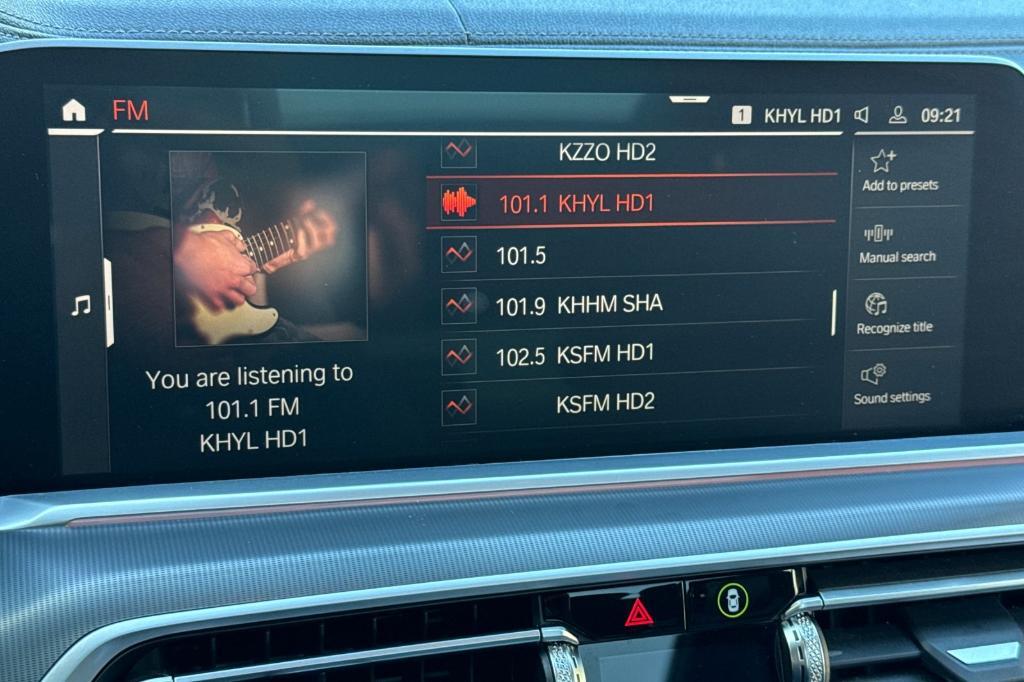 FM
1 KHYL HD1 09:21
KZZO HD2
101.1 KHYL HD1
101.5
101.9 KHHM SHA
102.5 KSFM HD1
KSFM HD2
You are listening to
101.1 FM
KHYL HD1
Add to presets
Manual search
Recognize title
Sound settings